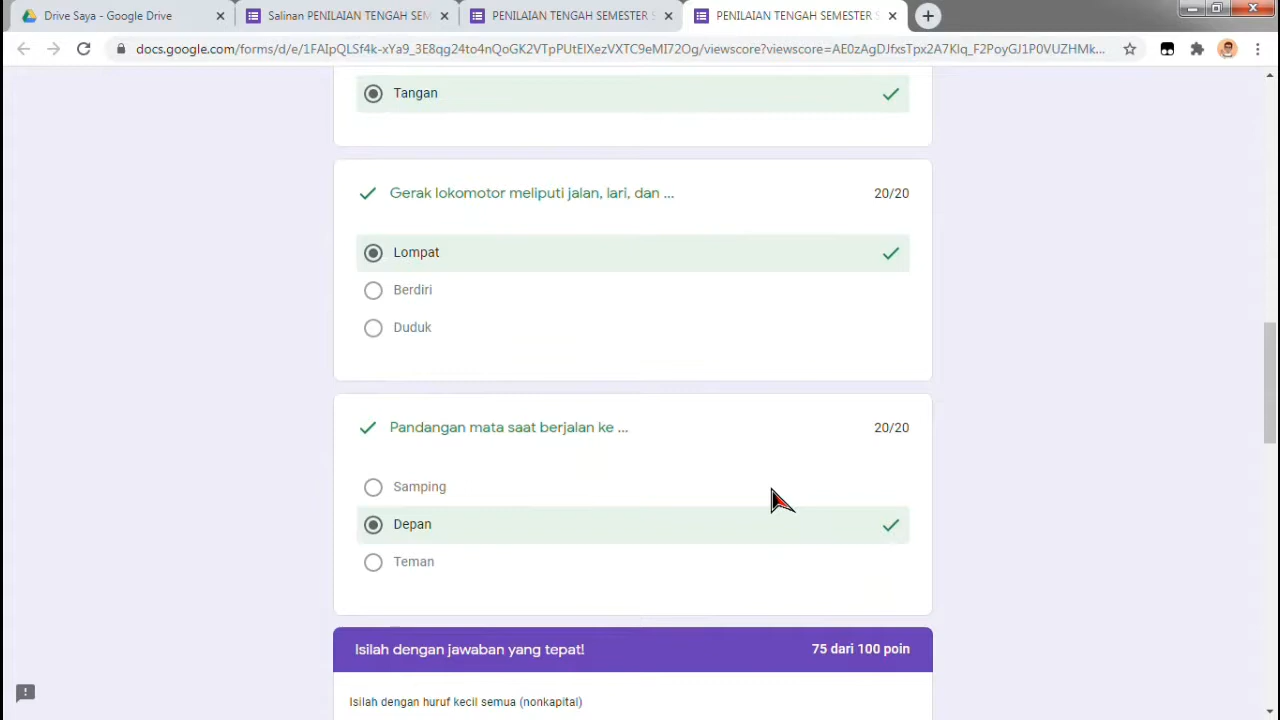 Drive Saya - Google Drive
Salinan PENILAIAN TENGAH SEM
PENILAIAN TENGAH SEMESTER S
PENILAIAN TENGAH SEMESTER S
docs.google.com/forms/d/e/1FAIpQLSf4k-xYa9_3E8qg24to4nQoGK2VTpPUtEIXezVXTC9eMI72Og/viewscore?viewscore=AE0zAgDJfxsTpx2A7KIq_F2PoyGJ1P0VUZHMk...
Tangan
Gerak lokomotor meliputi jalan, lari, dan ...
20/20
Lompat
Berdiri
Duduk
Pandangan mata saat berjalan ke ...
20/20
Samping
Depan
Teman
Isilah dengan jawaban yang tepat!
75 dari 100 poin
Isilah dengan huruf kecil semua (nonkapital)